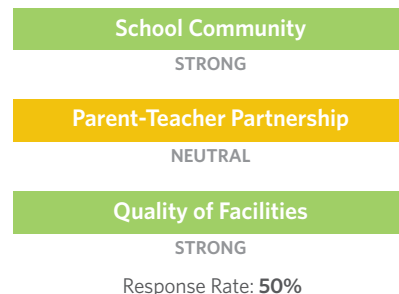 School Community
STRONG
Parent-Teacher Partnership
NEUTRAL
Quality of Facilities
STRONG
Response Rate: 50%